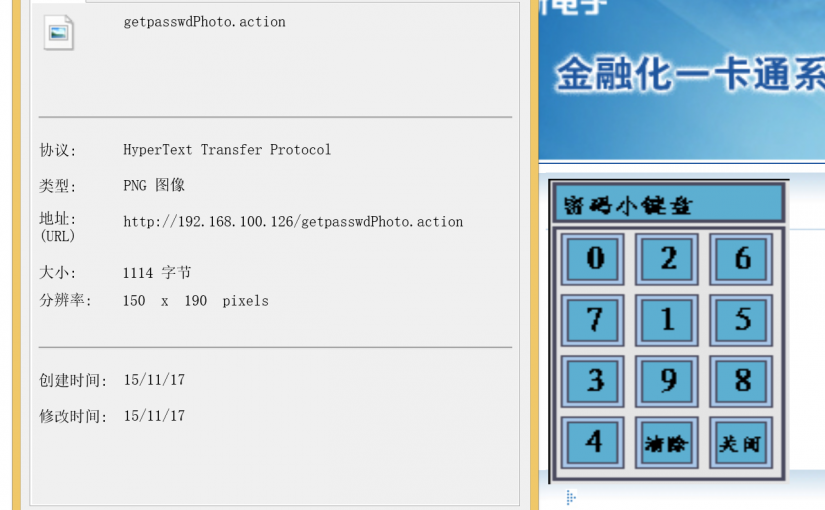 getpasswdPhoto.action
协议: HyperText Transfer Protocol
类型: PNG 图像
地址: (URL) http://192.168.100.126/getpasswdPhoto.action
大小: 1114 字节
分辨率: 150 x 190 pixels
创建时间: 15/11/17
修改时间: 15/11/17
电子
金融化一卡通系
密码小键盘
0 2 6
7 1 5
3 9 8
4 清除 关闭